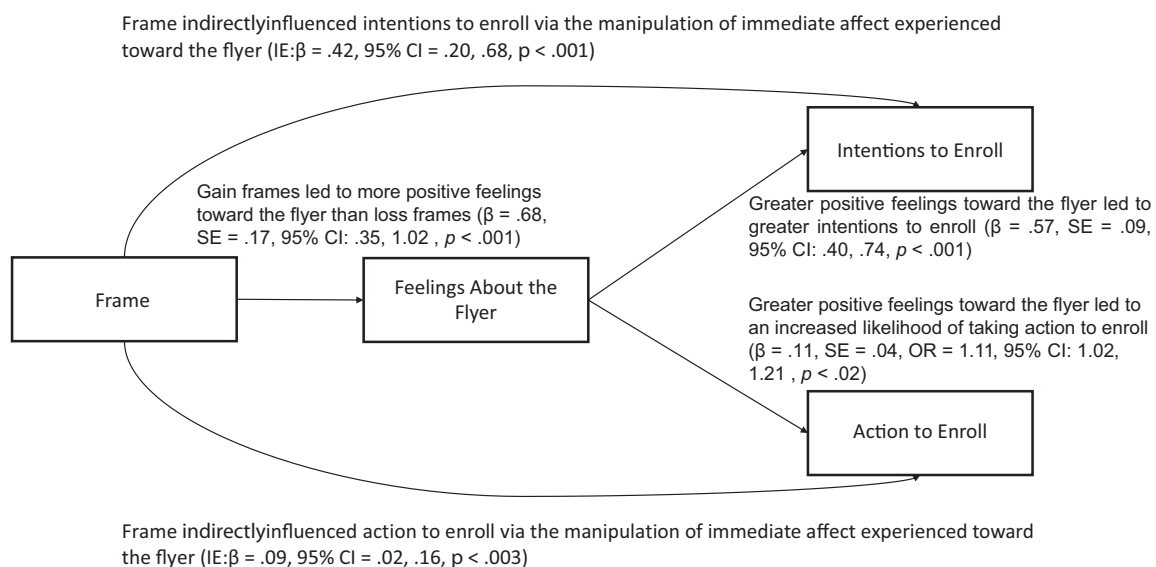 Frame indirectlyinfluenced intentions to enroll via the manipulation of immediate affect experienced
toward the flyer (IE:β = .42, 95% CI = .20, .68, p < .001)
Intentions to Enroll
Gain frames led to more positive feelings
toward the flyer than loss frames (β = .68,
SE = .17, 95% CI: .35, 1.02 , p < .001)
Greater positive feelings toward the flyer led to
greater intentions to enroll (β = .57, SE = .09,
95% CI: .40, .74, p < .001)
Frame
Feelings About the
Flyer
Greater positive feelings toward the flyer led to
an increased likelihood of taking action to enroll
(β = .11, SE = .04, OR = 1.11, 95% CI: 1.02,
1.21 , p < .02)
Action to Enroll
Frame indirectlyinfluenced action to enroll via the manipulation of immediate affect experienced toward
the flyer (IE:β = .09, 95% CI = .02, .16, p < .003)